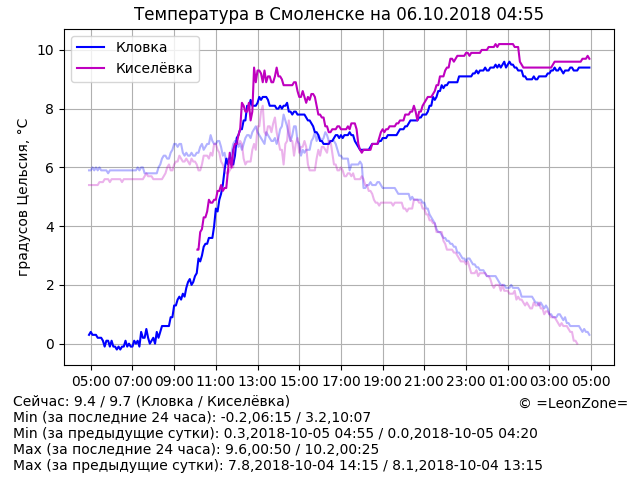 Температура в Смоленске на 06.10.2018 04:55
Кловка
Киселёвка
градусов Цельсия, °C
10
8
6
4
2
0
05:00 07:00 09:00 11:00 13:00 15:00 17:00 19:00 21:00 23:00 01:00 03:00 05:00
Сейчас: 9.4 / 9.7 (Кловка / Киселёвка)
© =LeonZone=
Min (за последние 24 часа): -0.2,06:15 / 3.2,10:07
Min (за предыдущие сутки): 0.3,2018-10-05 04:55 / 0.0,2018-10-05 04:20
Max (за последние 24 часа): 9.6,00:50 / 10.2,00:25
Max (за предыдущие сутки): 7.8,2018-10-04 14:15 / 8.1,2018-10-04 13:15